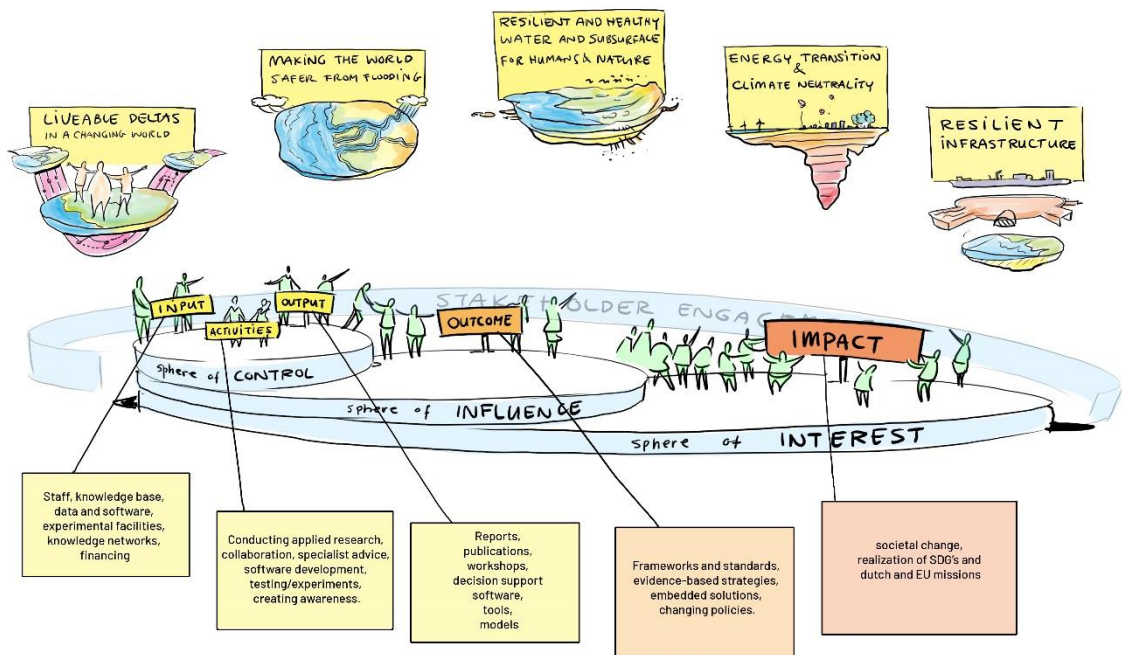 LIVEABLE DELTAS
IN A CHANGING WORLD
MAKING THE WORLD
SAFER FROM FLOODING
RESILIENT AND HEALTHY
WATER AND SUBSURFACE
FOR HUMANS & NATURE
ENERGY TRANSITION
&
CLIMATE NEUTRALITY
RESILIENT
INFRASTRUCTURE
STAKEHOLDER ENGAGE
INPUT
ACTIVITIES
OUTPUT
OUTCOME
IMPACT
sphere of CONTROL
sphere of INFLUENCE
sphere of INTEREST
Staff, knowledge base,
data and software,
experimental facilities,
knowledge networks,
financing
Conducting applied research,
collaboration, specialist advice,
software development,
testing/experiments,
creating awareness.
Reports,
publications,
workshops,
decision support
software,
tools,
models
Frameworks and standards,
evidence-based strategies,
embedded solutions,
changing policies.
societal change,
realization of SDG's and
dutch and EU missions